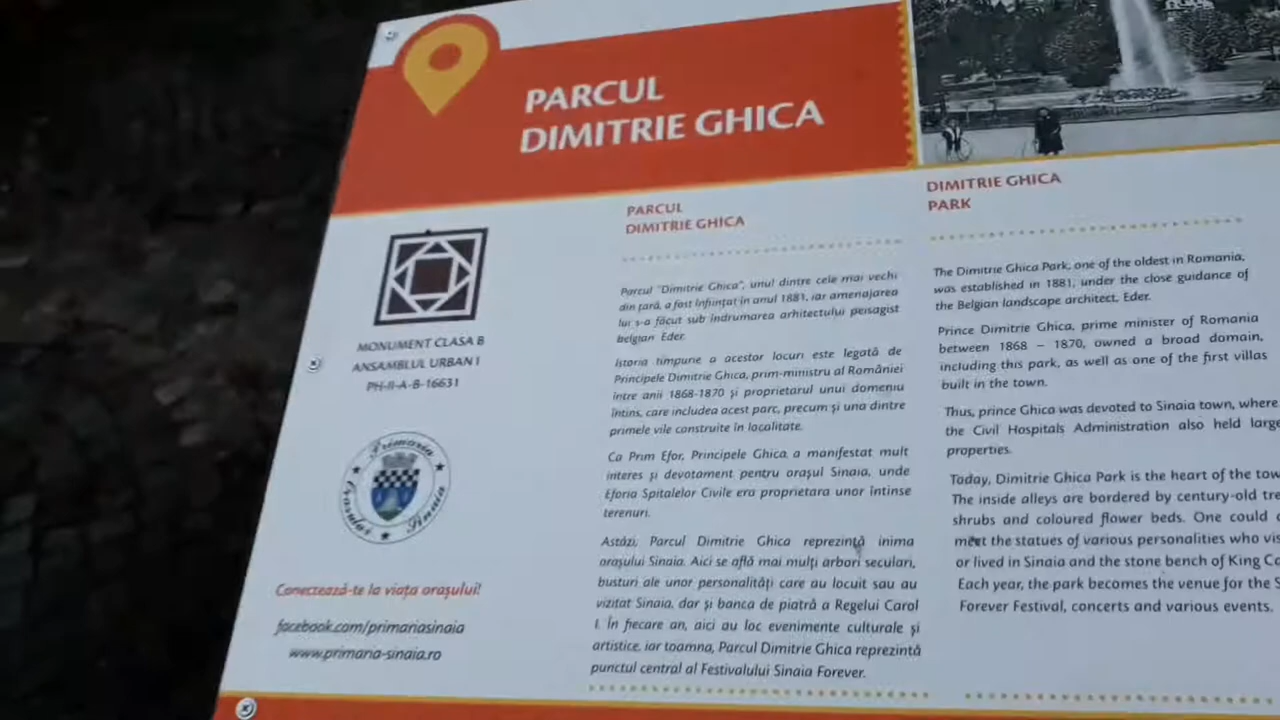 PARCUL
DIMITRIE GHICA
MONUMENT CLASA B
ANSAMBLUL URBAN I
PH-II-A-B-16631
Primaria
Orasului
Sinaia
Conectează-te la viața orașului!
facebook.com/primariasinaia
www.primaria-sinaia.ro
PARCUL
DIMITRIE GHICA
Parcul "Dimitrie Ghica", unul dintre cele mai vechi
din țară, a fost înființat în anul 1881, iar amenajarea
lui s-a făcut sub îndrumarea arhitectului peisagist
belgian Eder.
Istoria timpurie a acestor locuri este legată de
Principele Dimitrie Ghica, prim-ministru al României
între anii 1868-1870 și proprietarul unui domeniu
întins, care includea acest parc, precum și una dintre
primele vile construite în localitate.
Ca Prim Efor, Principele Ghica a manifestat mult
interes și devotament pentru orașul Sinaia, unde
Eforia Spitalelor Civile era proprietara unor întinse
terenuri.
Astăzi, Parcul Dimitrie Ghica reprezintă inima
orașului Sinaia. Aici se află mai mulți arbori seculari,
busturi ale unor personalități care au locuit sau au
vizitat Sinaia, dar și banca de piatră a Regelui Carol
I. În fiecare an, aici au loc evenimente culturale și
artistice, iar toamna, Parcul Dimitrie Ghica reprezintă
punctul central al Festivalului Sinaia Forever.
DIMITRIE GHICA
PARK
The Dimitrie Ghica Park, one of the oldest in Romania,
was established in 1881, under the close guidance of
the Belgian landscape architect, Eder.
Prince Dimitrie Ghica, prime minister of Romania
between 1868 – 1870, owned a broad domain,
including this park, as well as one of the first villas
built in the town.
Thus, prince Ghica was devoted to Sinaia town, where
the Civil Hospitals Administration also held large
properties.
Today, Dimitrie Ghica Park is the heart of the tow
The inside alleys are bordered by century-old tre
shrubs and coloured flower beds. One could
meet the statues of various personalities who vis
or lived in Sinaia and the stone bench of King Ca
Each year, the park becomes the venue for the S
Forever Festival, concerts and various events.